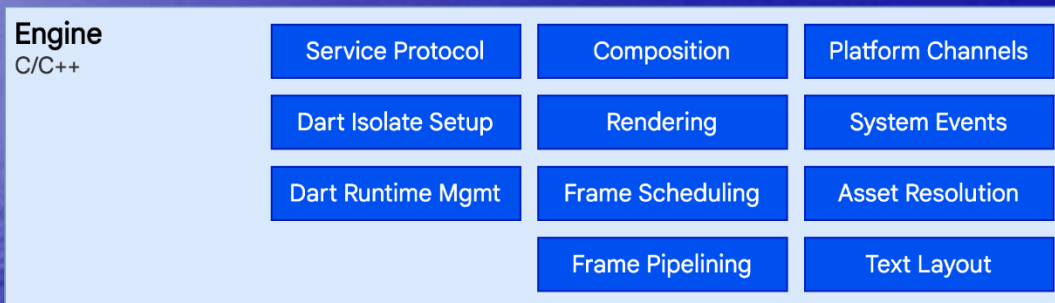 Engine
C/C++
Service Protocol
Composition
Platform Channels
Dart Isolate Setup
Rendering
System Events
Dart Runtime Mgmt
Frame Scheduling
Asset Resolution
Frame Pipelining
Text Layout